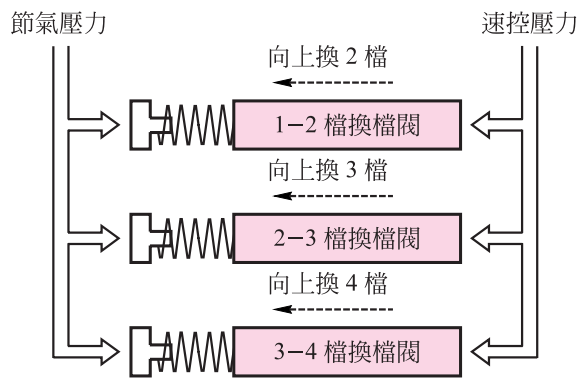 節氣壓力
速控壓力
向上換 2 檔
1－2 檔換檔閥
向上換 3 檔
2－3 檔換檔閥
向上換 4 檔
3－4 檔換檔閥